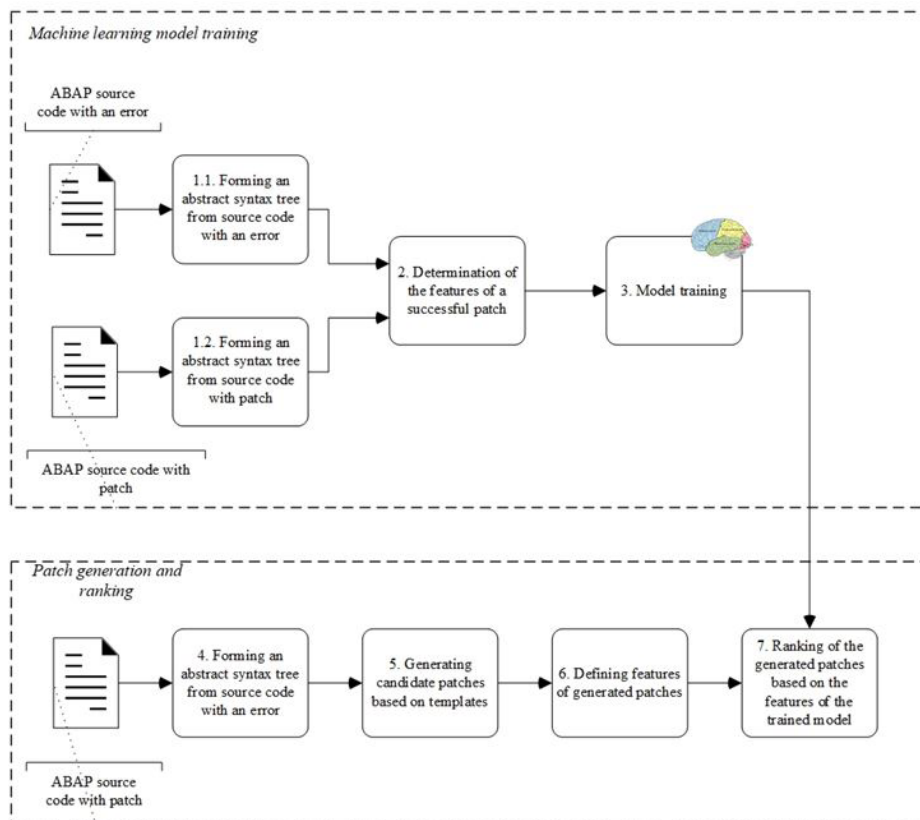 Machine learning model training
ABAP source
code with an error
1.1. Forming an
abstract syntax tree
from source code
with an error
2. Determination of
the features of a
successful patch
3. Model training
1.2. Forming an
abstract syntax tree
from source code
with patch
ABAP source code with
patch
Patch generation and
ranking
4. Forming an
abstract syntax tree
from source code
with an error
5. Generating
candidate patches
based on templates
6. Defining features
of generated patches
7. Ranking of the
generated patches
based on the
features of the
trained model
ABAP source
code with patch